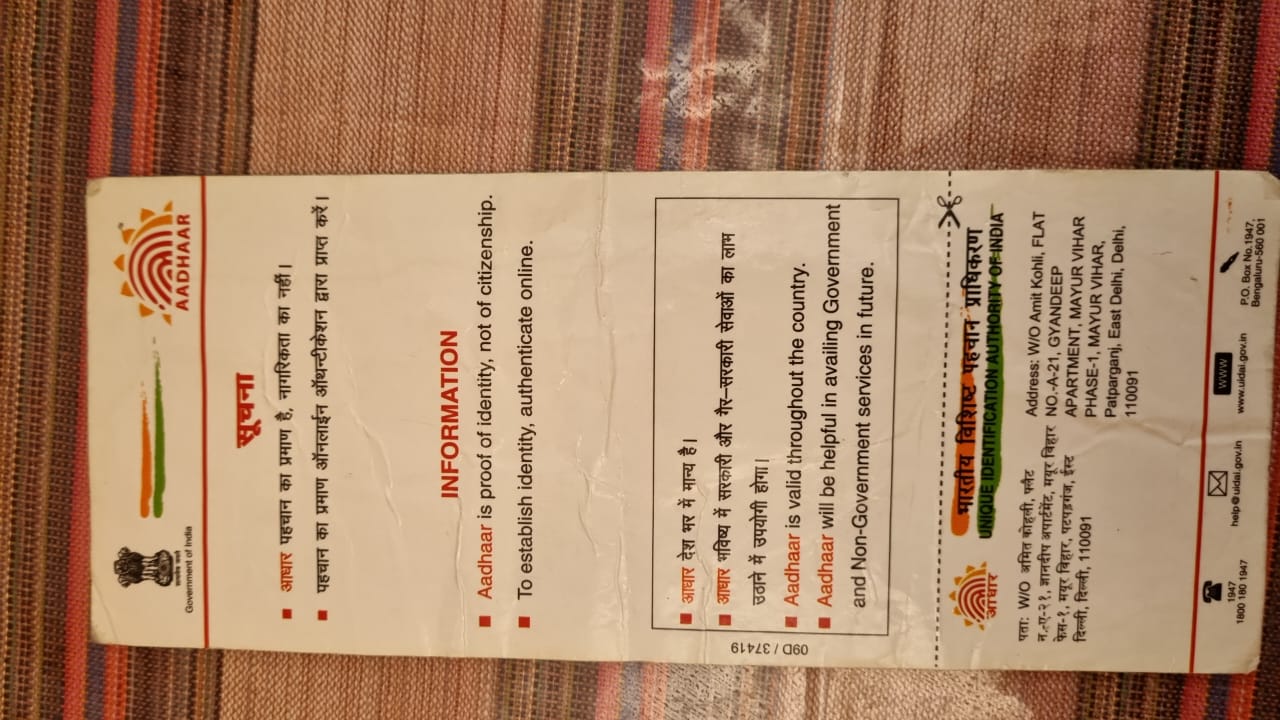 सत्यमेव जयते
Government of India
AADHAAR
सूचना
■ आधार पहचान का प्रमाण है, नागरिकता का नहीं।
■ पहचान का प्रमाण ऑनलाईन ऑथन्टीकेशन द्वारा प्राप्त करें।
INFORMATION
■ Aadhaar is proof of identity, not of citizenship.
■ To establish identity, authenticate online.
■ आधार देश भर में मान्य है।
■ आधार भविष्य में सरकारी और गैर–सरकारी सेवाओं का लाभ
उठाने में उपयोगी होगा।
■ Aadhaar is valid throughout the country.
■ Aadhaar will be helpful in availing Government
and Non-Government services in future.
09D / 37419
आधार
भारतीय विशिष्ट पहचान प्राधिकरण
UNIQUE IDENTIFICATION AUTHORITY OF INDIA
पता: W/O अमित कोहली, फ्लैट
न.-ए-२१, ज्ञानदीप अपार्टमेंट, मयूर विहार
फेस-१, मयूर विहार, पटपड़गंज, ईस्ट
दिल्ली, दिल्ली, 110091
Address: W/O Amit Kohli, FLAT
NO.-A-21, GYANDEEP
APARTMENT, MAYUR VIHAR
PHASE-1, MAYUR VIHAR,
Patparganj, East Delhi, Delhi,
110091
1947
1800 180 1947
help@uidai.gov.in
WWW
www.uidai.gov.in
P.O. Box No.1947,
Bengaluru-560 001